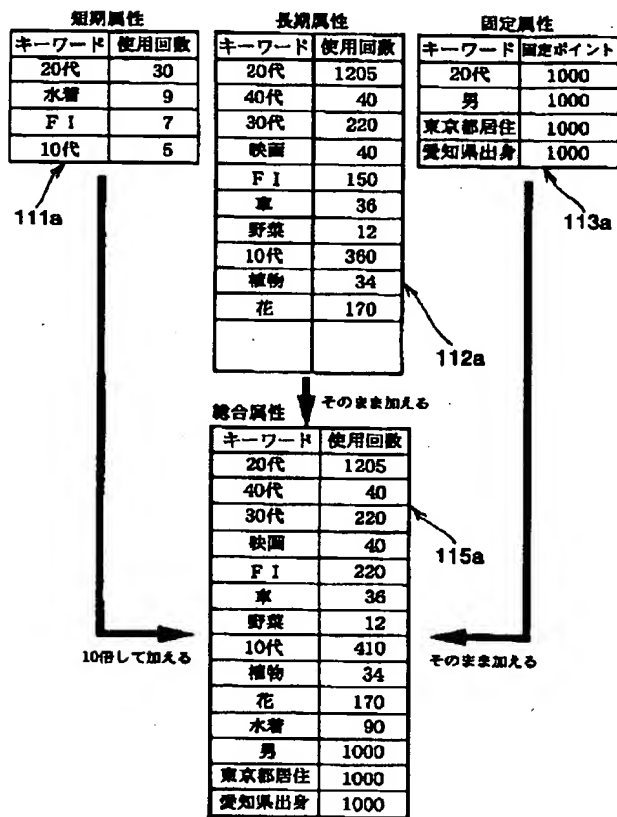 短期属性
キーワード 使用回数
20代 30
水着 9
F I 7
10代 5
111a
長期属性
キーワード 使用回数
20代 1205
40代 40
30代 220
映画 40
F I 150
車 36
野菜 12
10代 360
植物 34
花 170
112a
固定属性
キーワード 固定ポイント
20代 1000
男 1000
東京都居住 1000
愛知県出身 1000
113a
そのまま加える
総合属性
キーワード 使用回数
20代 1205
40代 40
30代 220
映画 40
F I 220
車 36
野菜 12
10代 410
植物 34
花 170
水着 90
男 1000
東京都居住 1000
愛知県出身 1000
115a
10倍して加える
そのまま加える